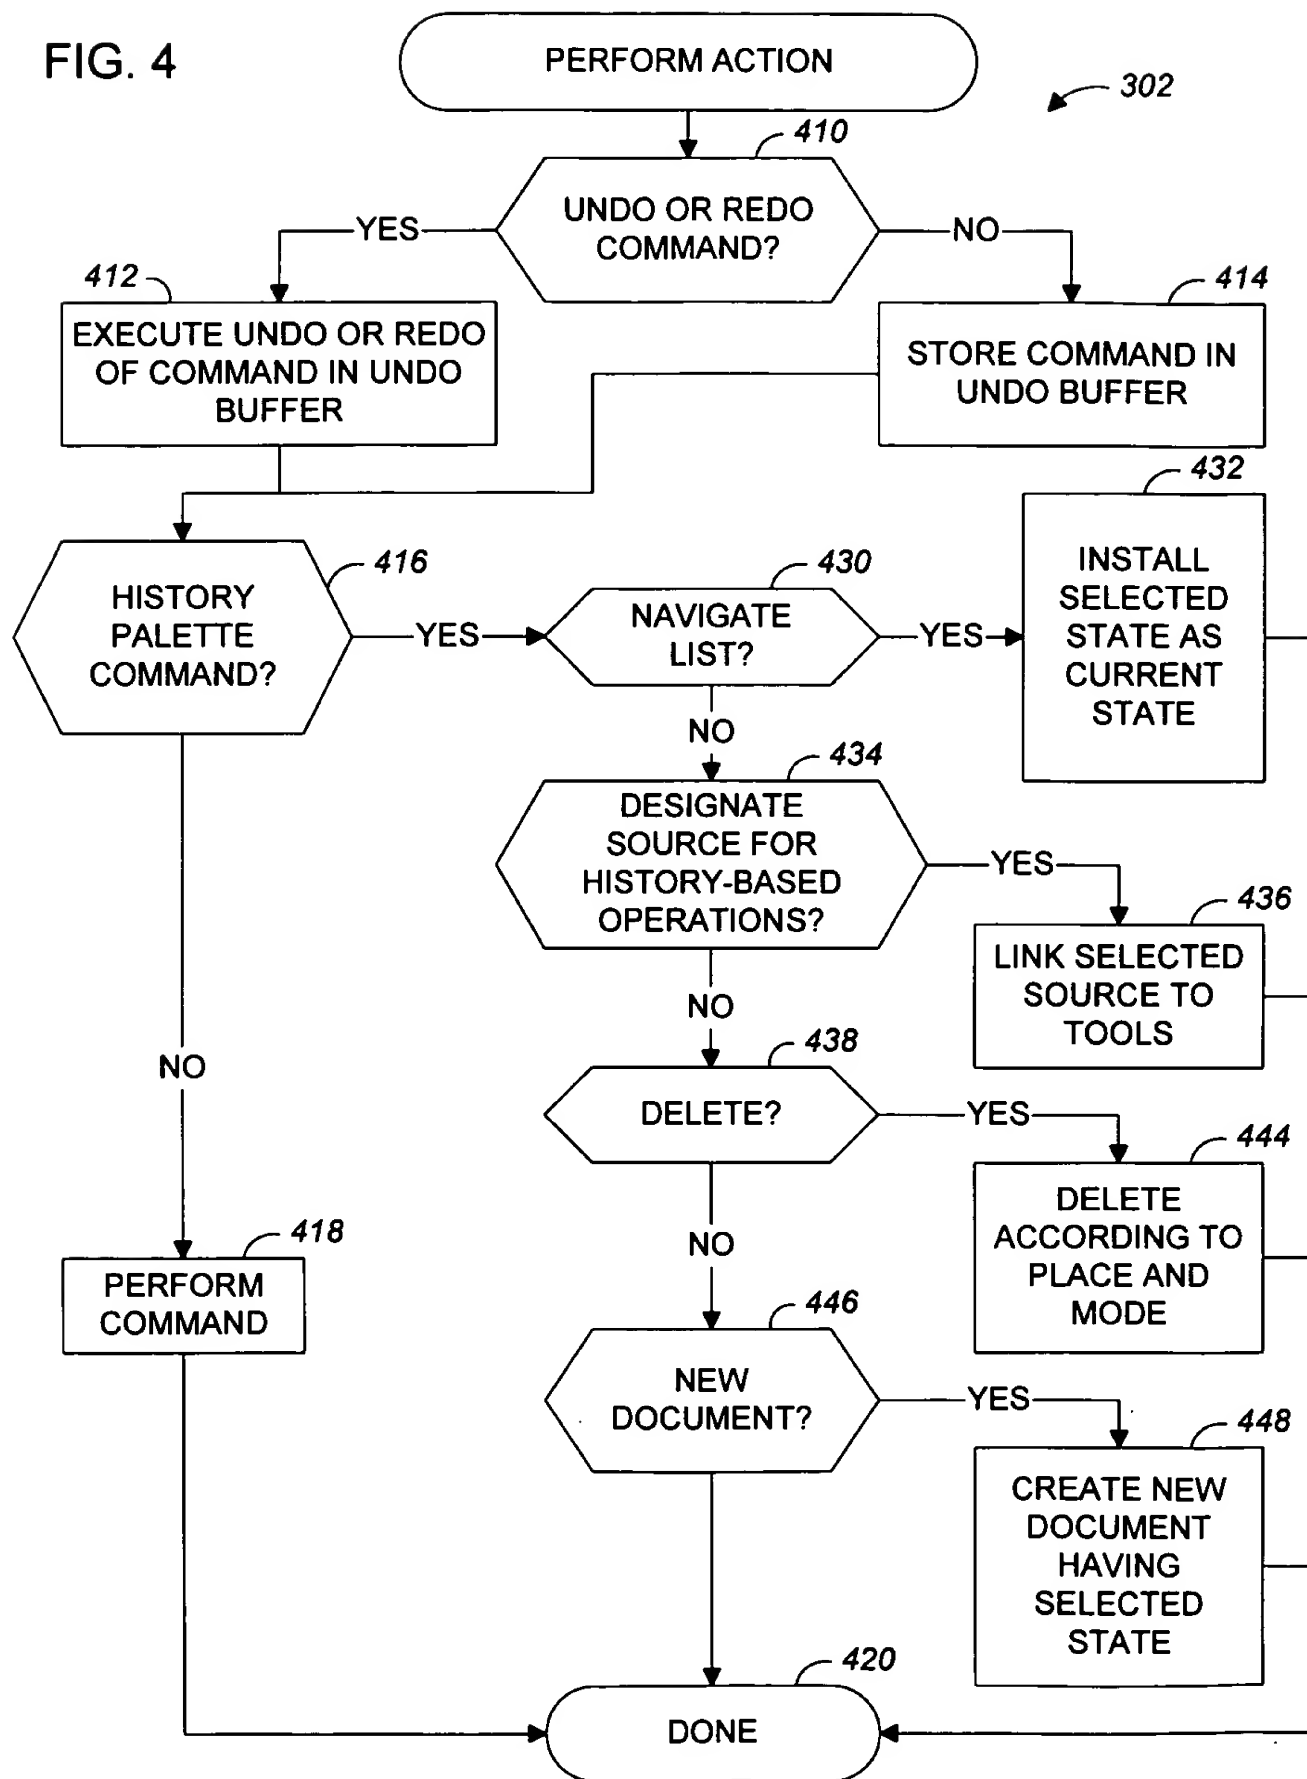 FIG. 4
PERFORM ACTION
302
410
UNDO OR REDO
COMMAND?
YES
NO
412
EXECUTE UNDO OR REDO
OF COMMAND IN UNDO
BUFFER
414
STORE COMMAND IN
UNDO BUFFER
416
HISTORY
PALETTE
COMMAND?
YES
430
NAVIGATE
LIST?
YES
432
INSTALL
SELECTED
STATE AS
CURRENT
STATE
NO
434
DESIGNATE
SOURCE FOR
HISTORY-BASED
OPERATIONS?
YES
436
LINK SELECTED
SOURCE TO
TOOLS
NO
438
DELETE?
YES
444
DELETE
ACCORDING TO
PLACE AND
MODE
NO
NO
418
PERFORM
COMMAND
446
NEW
DOCUMENT?
YES
448
CREATE NEW
DOCUMENT
HAVING
SELECTED
STATE
420
DONE